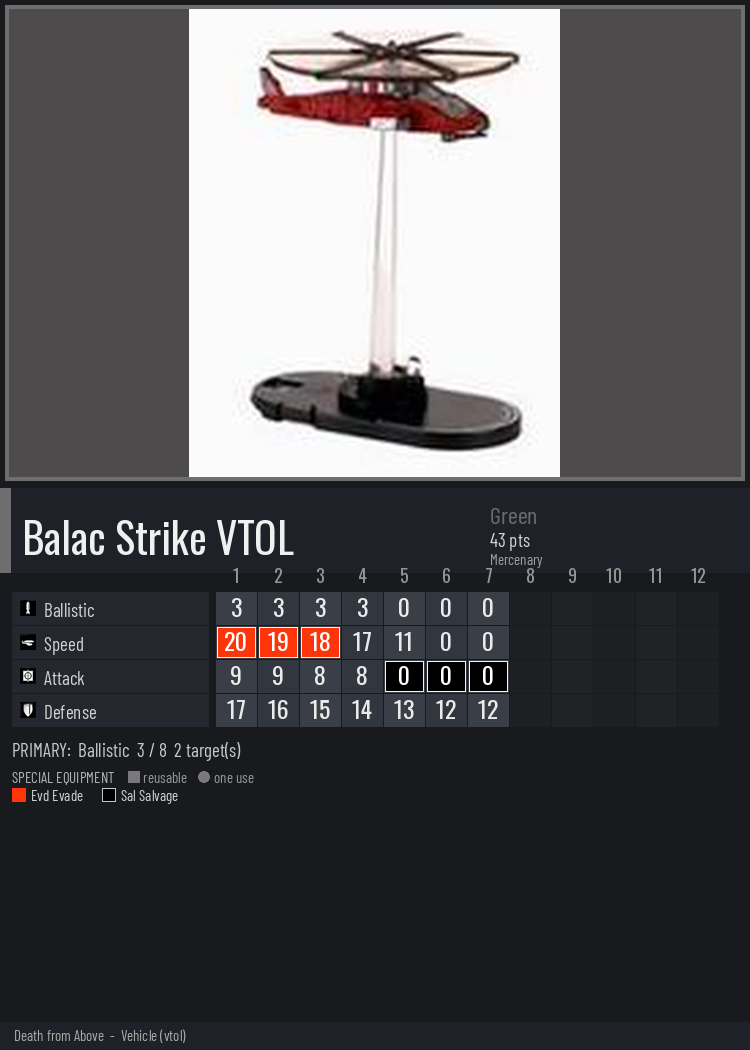 Balac Strike VTOL
Green
43 pts
Mercenary
1 2 3 4 5 6 7 8 9 10 11 12
Ballistic 3 3 3 3 0 0 0
Speed 20 19 18 17 11 0 0
Attack 9 9 8 8 0 0 0
Defense 17 16 15 14 13 12 12
PRIMARY: Ballistic 3 / 8 2 target(s)
SPECIAL EQUIPMENT reusable one use
Evd Evade Sal Salvage
Death from Above - Vehicle (vtol)